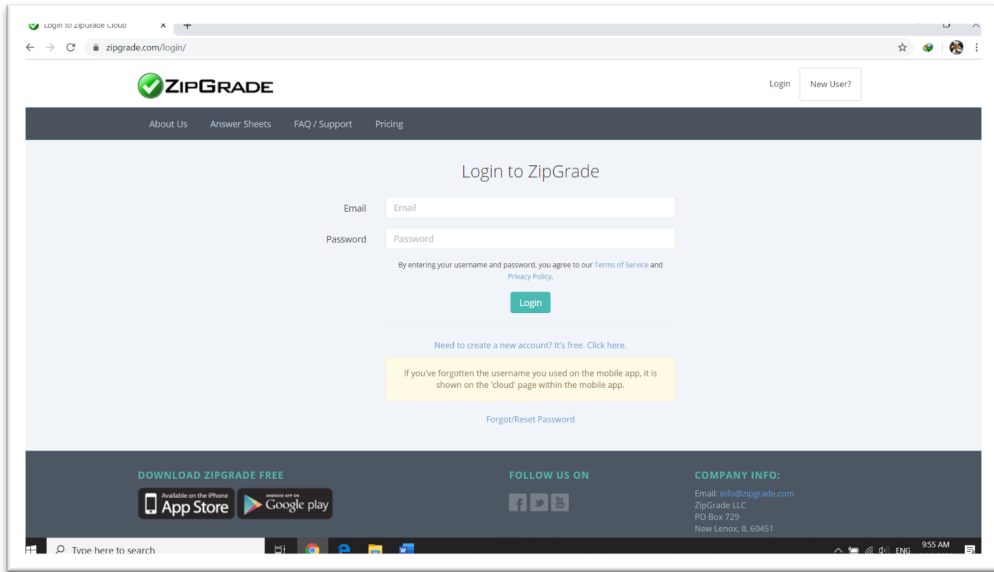 Login to ZipGrade Cloud
zipgrade.com/login/
ZIPGRADE
Login
New User?
About Us Answer Sheets FAQ / Support Pricing
Login to ZipGrade
Email Email
Password Password
By entering your username and password, you agree to our Terms of Service and
Privacy Policy.
Login
Need to create a new account? It's free. Click here.
If you've forgotten the username you used on the mobile app, it is
shown on the 'cloud' page within the mobile app.
Forgot/Reset Password
DOWNLOAD ZIPGRADE FREE
Available on the iPhone
App Store
ANDROID APP ON
Google play
FOLLOW US ON
COMPANY INFO:
Email: info@zipgrade.com
ZipGrade LLC
PO Box 729
New Lenox, IL 60451
Type here to search
ENG
9:55 AM